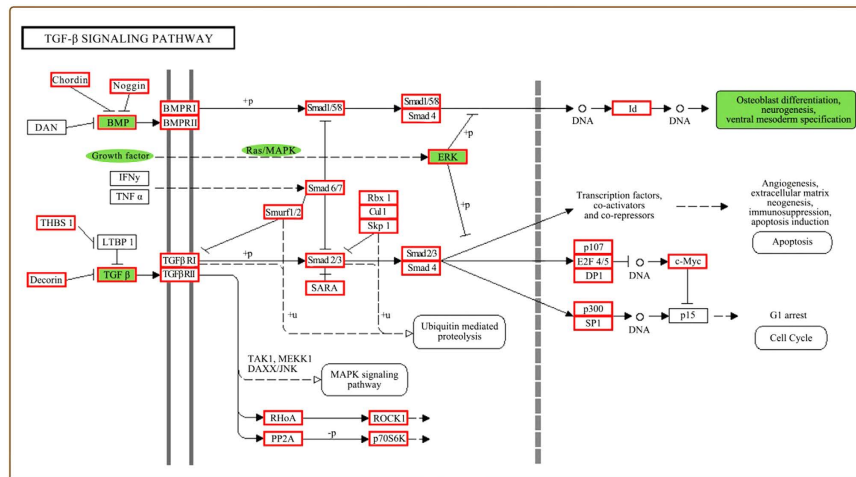 TGF-β SIGNALING PATHWAY
Chordin
Noggin
DAN
BMP
BMPRI
BMPRII
+p
Smad1/5/8
Smad1/5/8
Smad 4
+p
DNA
Id
DNA
Osteoblast differentiation,
neurogenesis,
ventral mesoderm specification
Growth factor
Ras/MAPK
ERK
IFNγ
TNF α
Smad 6/7
Rbx 1
Cul1
Skp 1
Smurf1/2
+p
THBS 1
LTBP 1
Decorin
TGF β
TGFβ RI
TGFβRII
+p
Smad 2/3
SARA
Smad2/3
Smad 4
Transcription factors,
co-activators
and co-repressors
Angiogenesis,
extracellular matrix
neogenesis,
immunosuppression,
apoptosis induction
Apoptosis
p107
E2F 4/5
DP1
DNA
c-Myc
p300
SP1
DNA
p15
G1 arrest
Cell Cycle
+u
+u
Ubiquitin mediated
proteolysis
TAK1, MEKK1
DAXX/JNK
MAPK signaling
pathway
RHoA
ROCK1
PP2A
-p
p70S6K